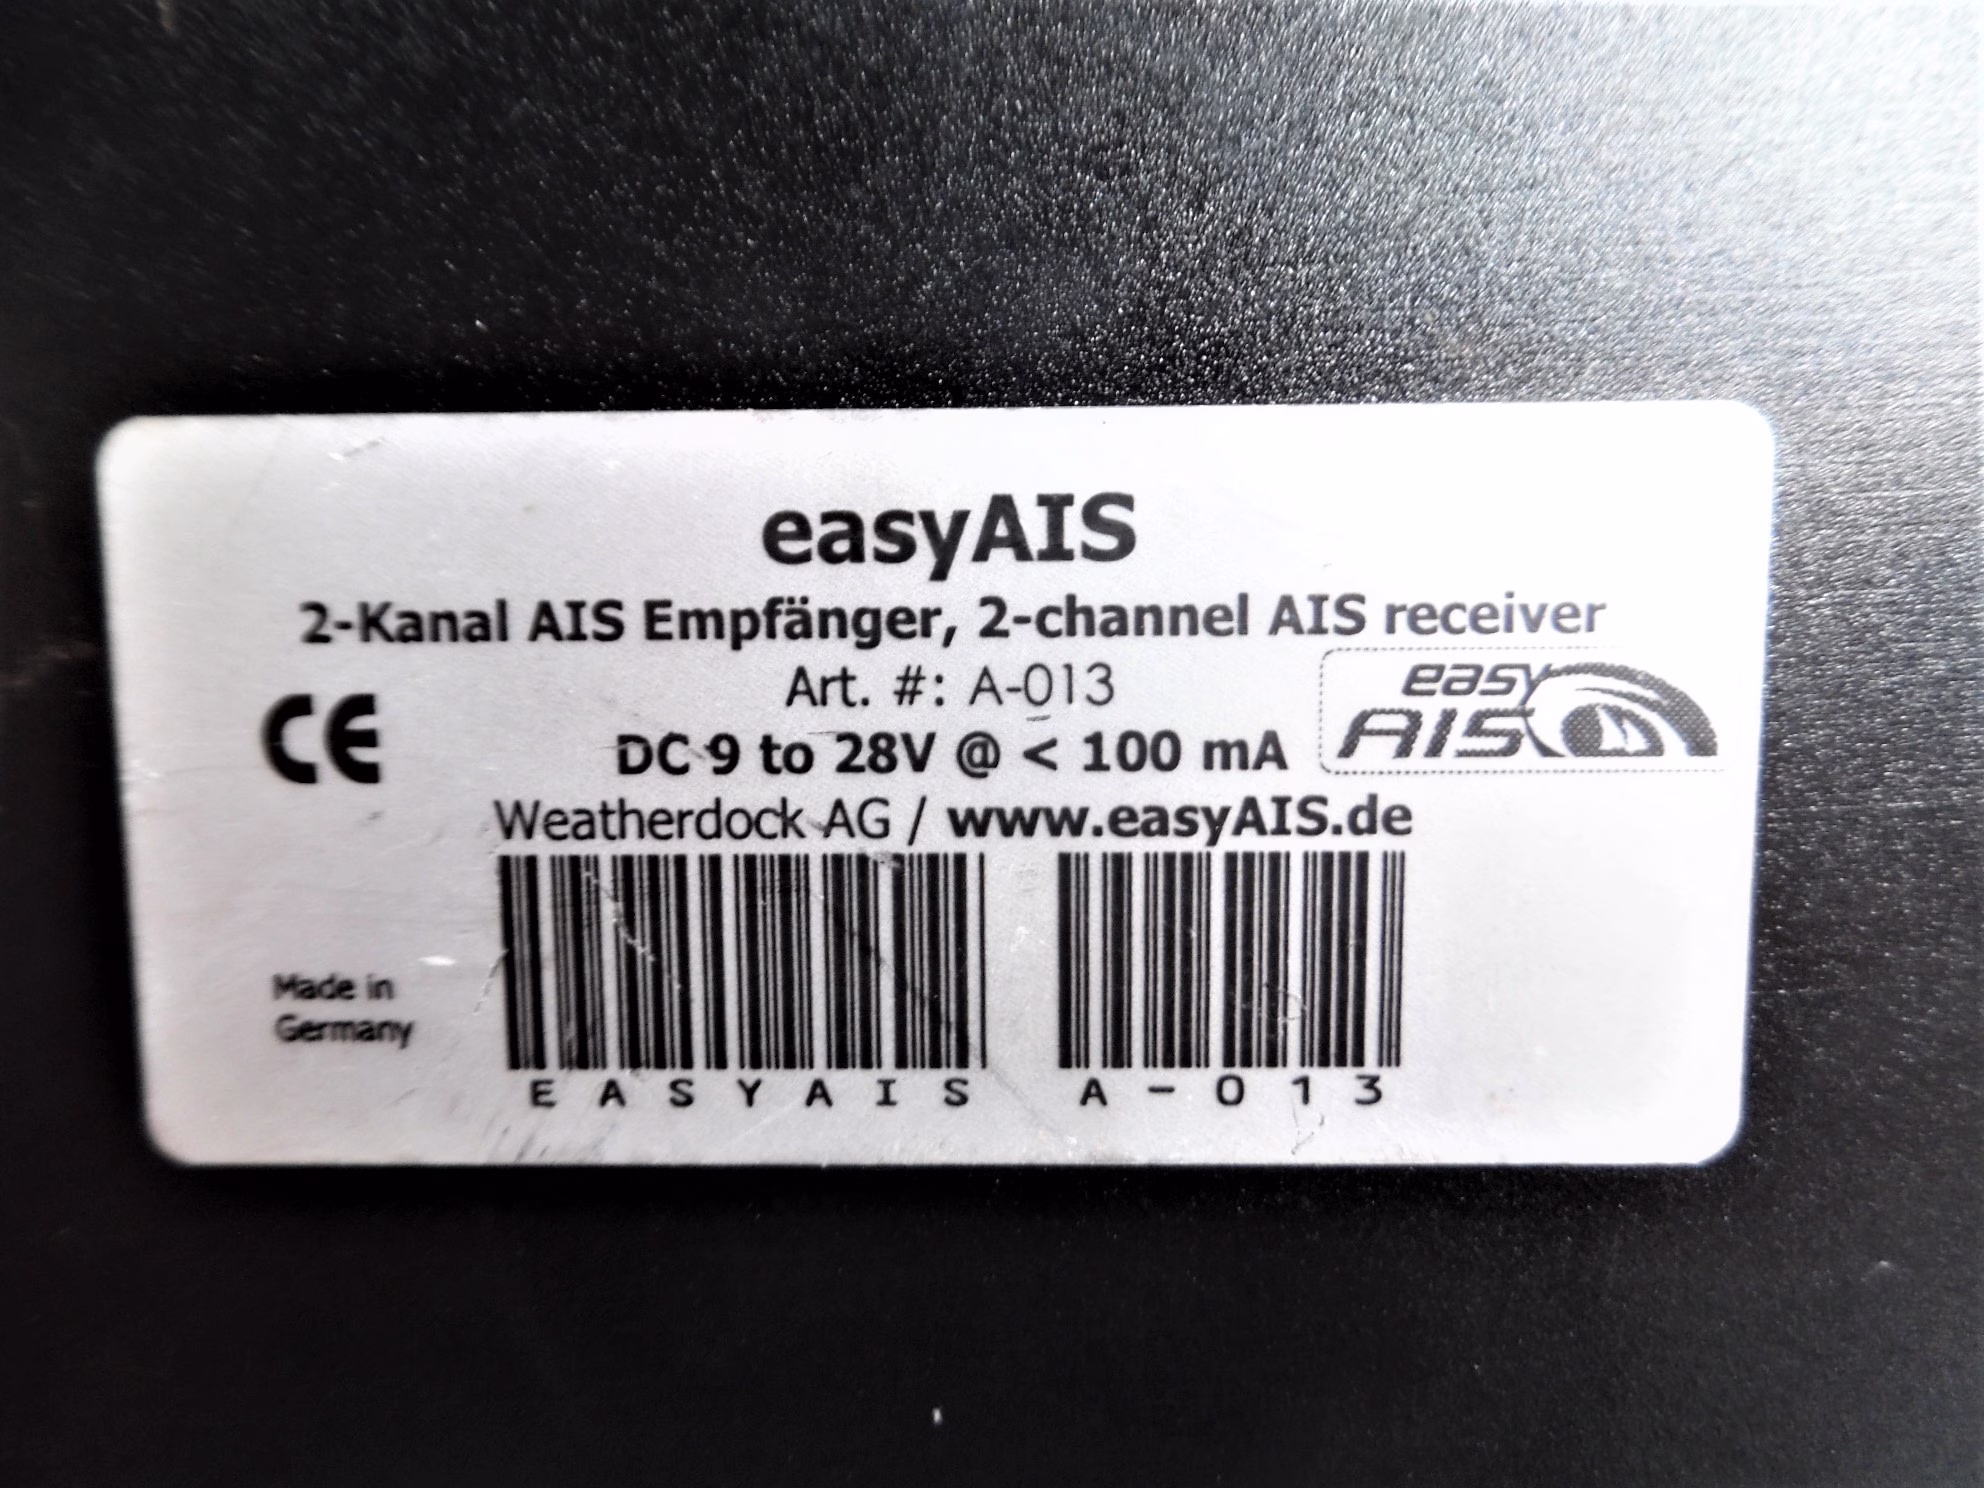 easyAIS
2-Kanal AIS Empfänger, 2-channel AIS receiver
Art. #: A-013
DC 9 to 28V @ < 100 mA
easy
AIS
CE
Weatherdock AG / www.easyAIS.de
Made in
Germany
EASYAIS A-013